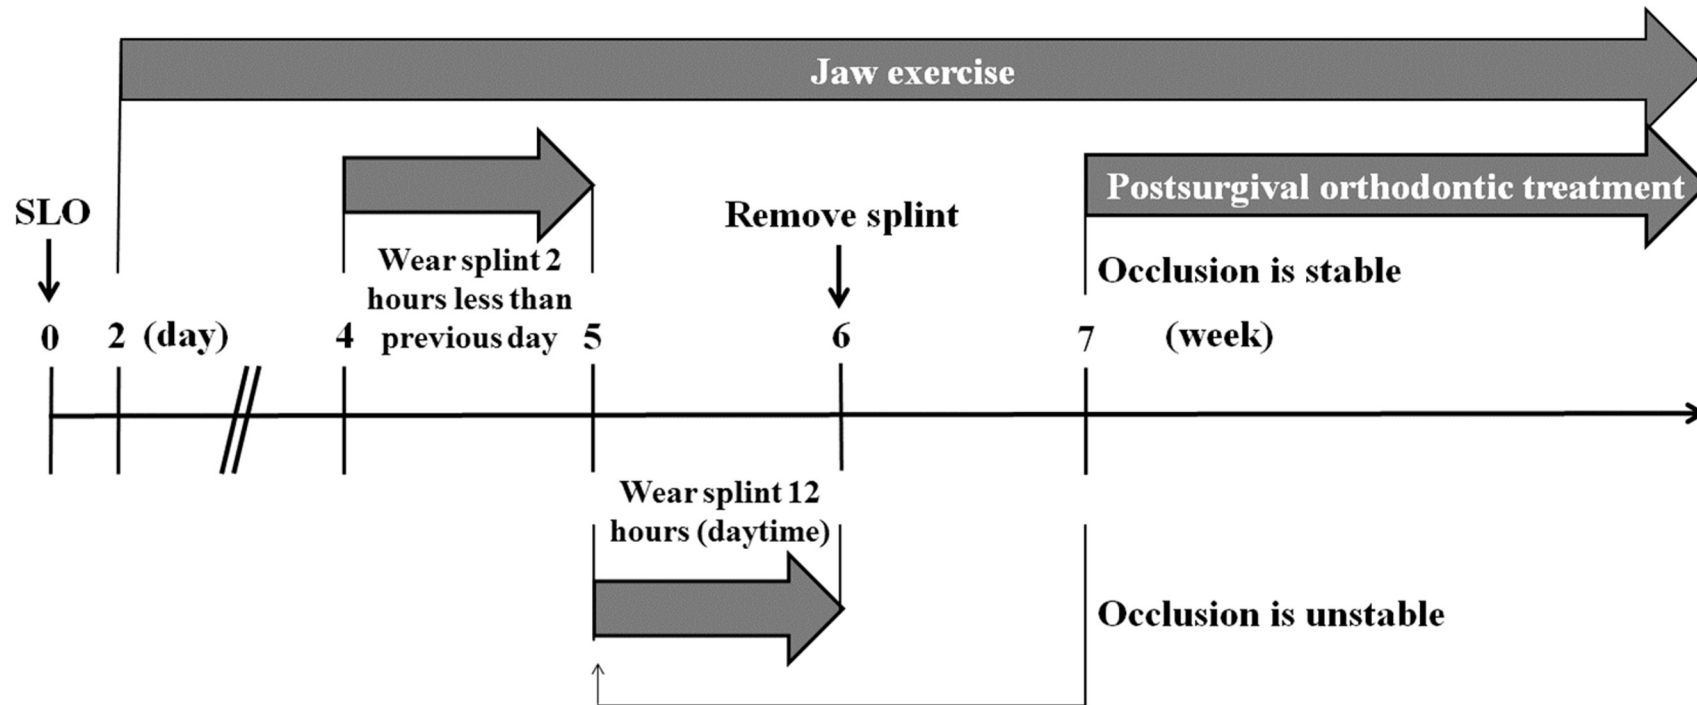 Jaw exercise
Postsurgival orthodontic treatment
SLO
Remove splint
Wear splint 2
hours less than
previous day
Occlusion is stable
0 2 (day) 4 5 6 7 (week)
Wear splint 12
hours (daytime)
Occlusion is unstable